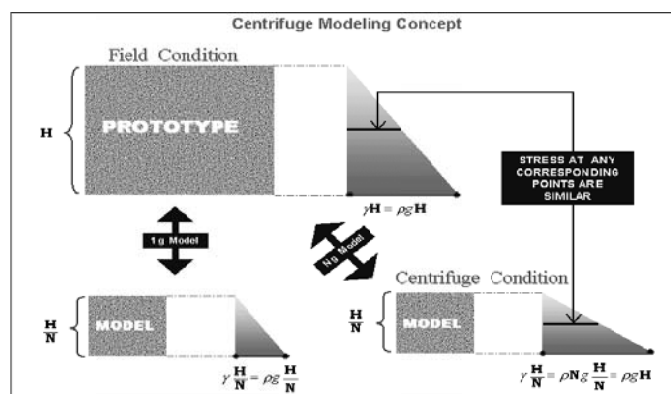 Centrifuge Modeling Concept
Field Condition
H
PROTOTYPE
STRESS AT ANY
CORRESPONDING
POINTS ARE
SIMILAR
γH = ρgH
1g Model
Ng Model
Centrifuge Condition
H/N
MODEL
H/N
MODEL
γ H/N = ρg H/N
γ H/N = ρNg H/N = ρgH